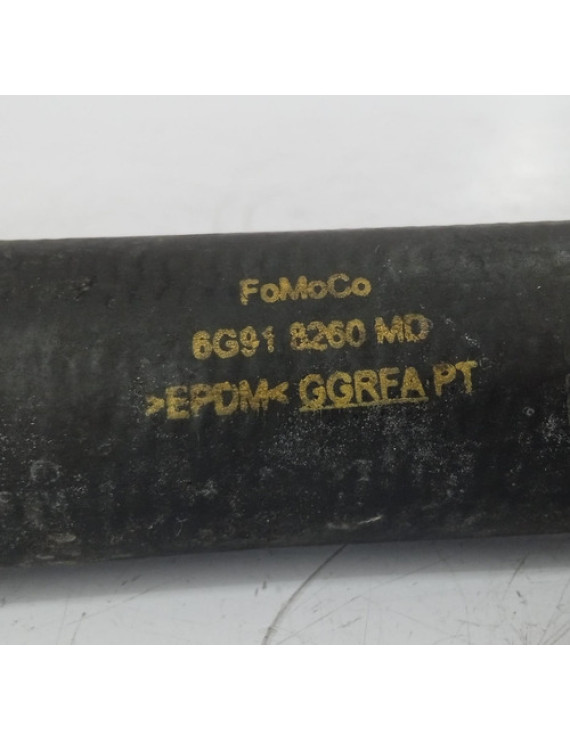 FoMoCo
6G91 8260 MD
>EPDM< GGRFA PT